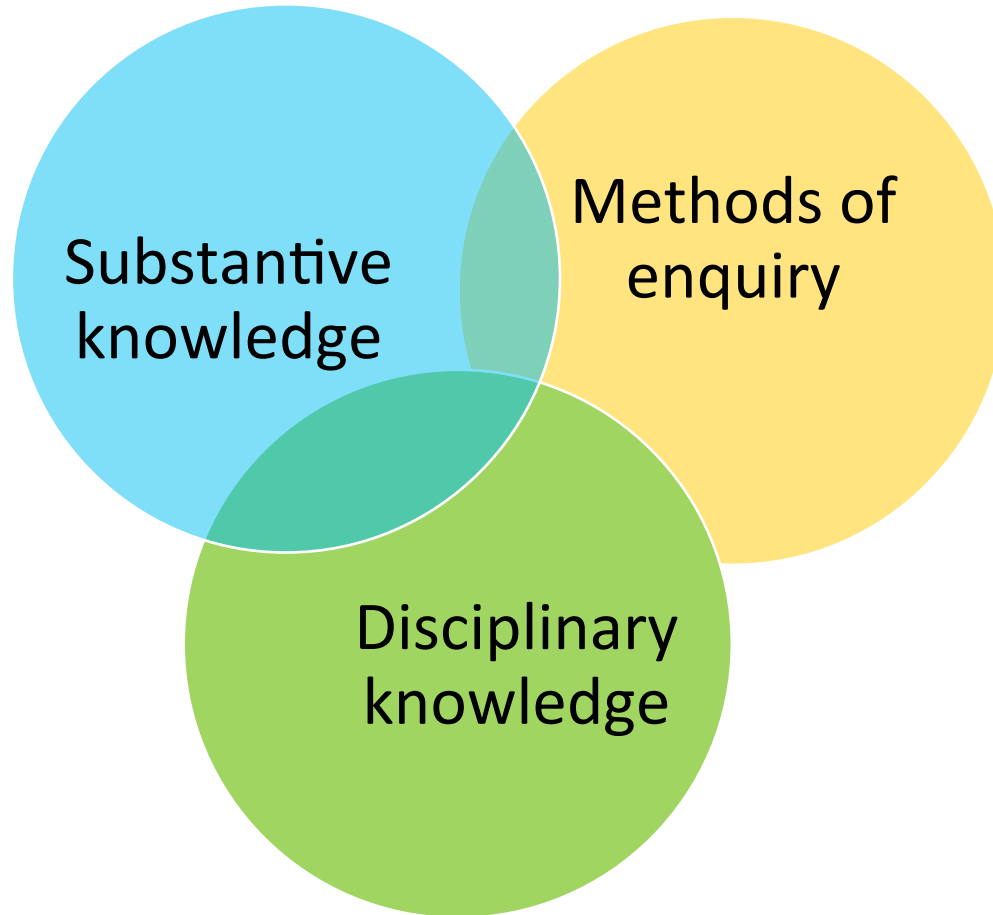 Substantive
knowledge
Methods of
enquiry
Disciplinary
knowledge